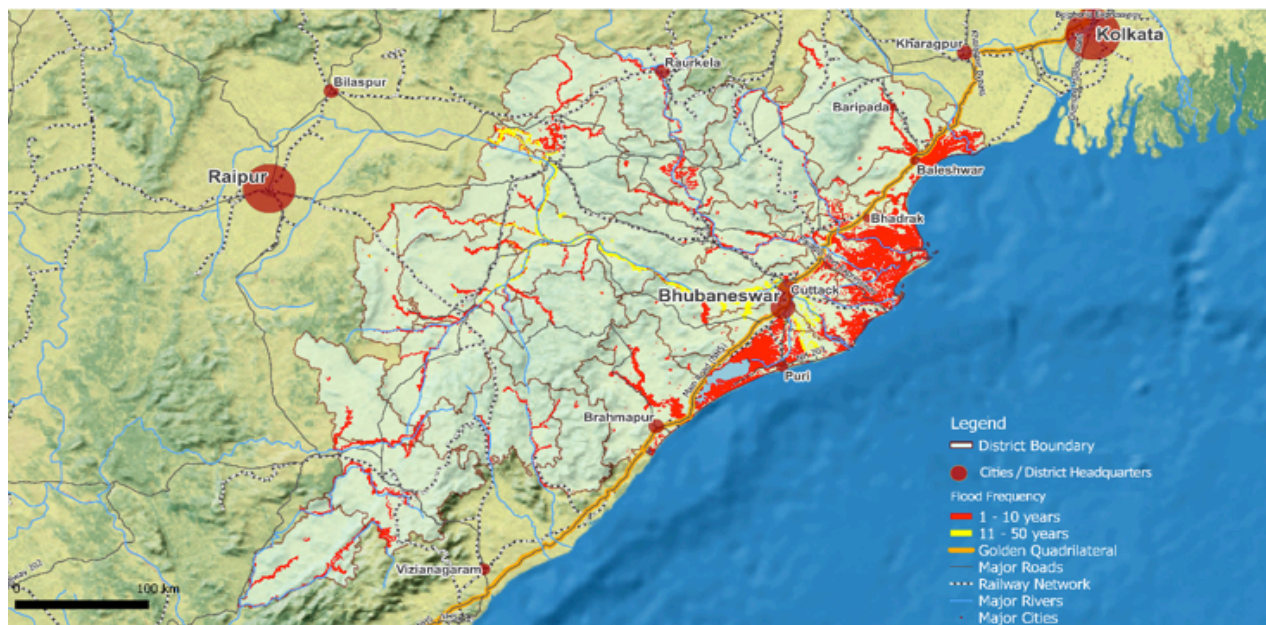 Kolkata
Kharagpur
Raurkela
Bilaspur
Baripada
Raipur
Baleshwar
Bhadrak
Bhubaneswar
Cuttack
Puri
Brahmapur
Vizianagaram
0
100 km
Legend
District Boundary
Cities / District Headquarters
Flood Frequency
1 - 10 years
11 - 50 years
Golden Quadrilateral
Major Roads
Railway Network
Major Rivers
Major Cities